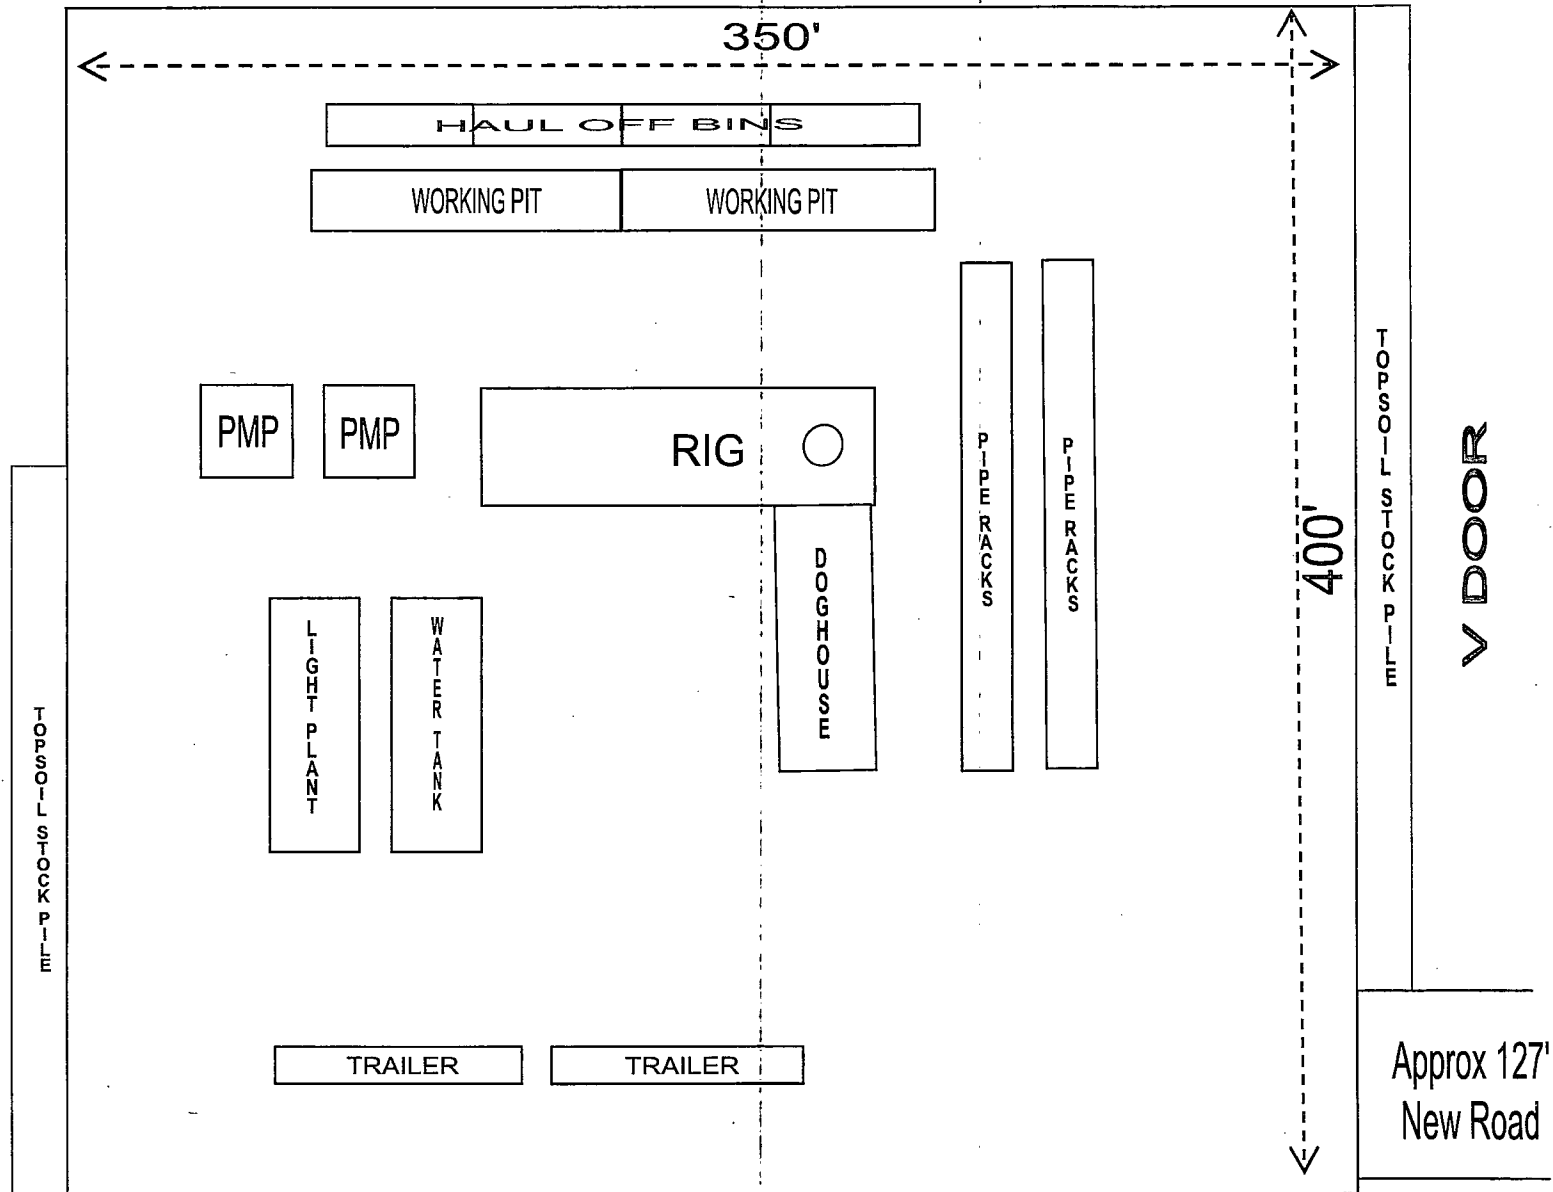 350'
HAUL OFF BINS
WORKING PIT
WORKING PIT
PMP
PMP
RIG
PIPE RACKS
PIPE RACKS
400'
TOPSOIL STOCK PILE
V DOOR
DOGHOUSE
LIGHT PLANT
WATER TANK
TOPSOIL STOCK PILE
TRAILER
TRAILER
Approx 127'
New Road